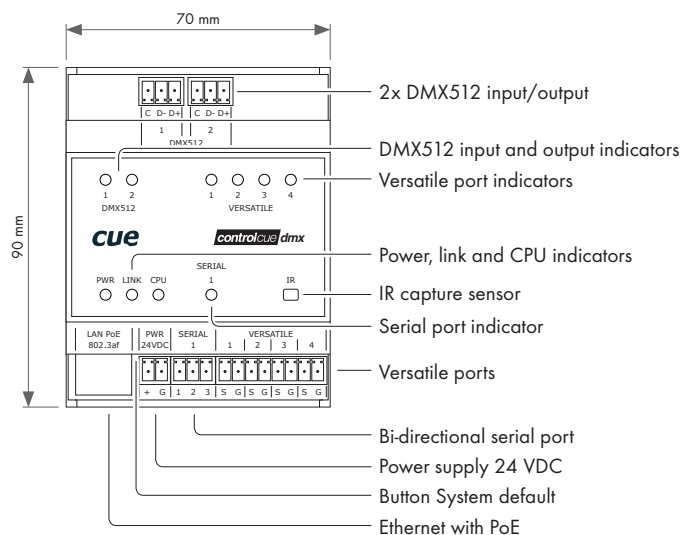 70 mm
90 mm
C D- D+ C D- D+
1 2
DMX512
2x DMX512 input/output
DMX512 input and output indicators
Versatile port indicators
1 2 1 2 3 4
DMX512 VERSATILE
cue controlcue dmx
Power, link and CPU indicators
SERIAL
PWR LINK CPU 1 IR
IR capture sensor
Serial port indicator
LAN PoE PWR SERIAL VERSATILE
802.3af 24VDC 1 1 2 3 4
Versatile ports
+ G 1 2 3 S G S G S G S G
Bi-directional serial port
Power supply 24 VDC
Button System default
Ethernet with PoE